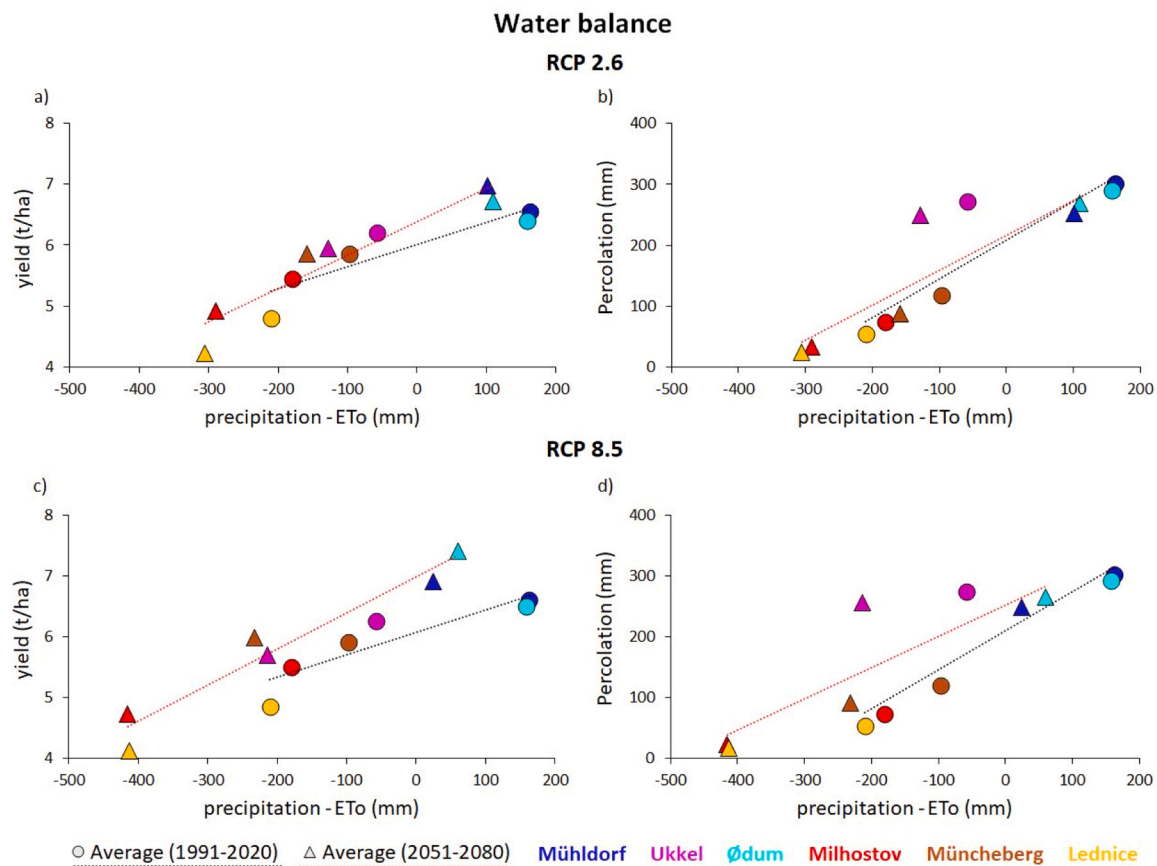 Water balance
RCP 2.6
a)
b)
8
7
6
5
4
yield (t/ha)
-500 -400 -300 -200 -100 0 100 200
precipitation - ETo (mm)
400
300
200
100
0
Percolation (mm)
-500 -400 -300 -200 -100 0 100 200
precipitation - ETo (mm)
RCP 8.5
c)
d)
8
7
6
5
4
yield (t/ha)
-500 -400 -300 -200 -100 0 100 200
precipitation - ETo (mm)
400
300
200
100
0
Percolation (mm)
-500 -400 -300 -200 -100 0 100 200
precipitation - ETo (mm)
Average (1991-2020) Average (2051-2080) Mühldorf Ukkel Ødum Milhostov Müncheberg Lednice